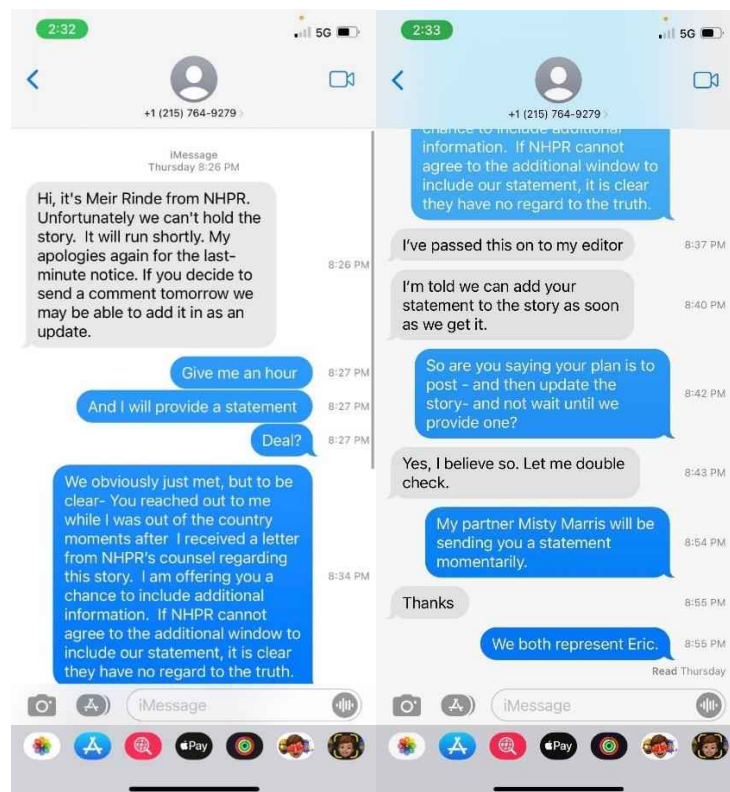 2:32
5G
+1 (215) 764-9279
iMessage
Thursday 8:26 PM
Hi, it's Meir Rinde from NHPR.
Unfortunately we can't hold the
story.  It will run shortly. My
apologies again for the last-
minute notice. If you decide to
send a comment tomorrow we
may be able to add it in as an
update.
8:26 PM
Give me an hour
8:27 PM
And I will provide a statement
8:27 PM
Deal?
8:27 PM
We obviously just met, but to be
clear- You reached out to me
while I was out of the country
moments after  I received a letter
from NHPR's counsel regarding
this story.  I am offering you a
chance to include additional
information.  If NHPR cannot
agree to the additional window to
include our statement, it is clear
they have no regard to the truth.
8:34 PM
iMessage
Pay
2:33
5G
+1 (215) 764-9279
chance to include additional
information.  If NHPR cannot
agree to the additional window to
include our statement, it is clear
they have no regard to the truth.
I've passed this on to my editor
8:37 PM
I'm told we can add your
statement to the story as soon
as we get it.
8:40 PM
So are you saying your plan is to
post - and then update the
story- and not wait until we
provide one?
8:42 PM
Yes, I believe so. Let me double
check.
8:43 PM
My partner Misty Marris will be
sending you a statement
momentarily.
8:54 PM
Thanks
8:55 PM
We both represent Eric.
8:55 PM
Read Thursday
iMessage
Pay